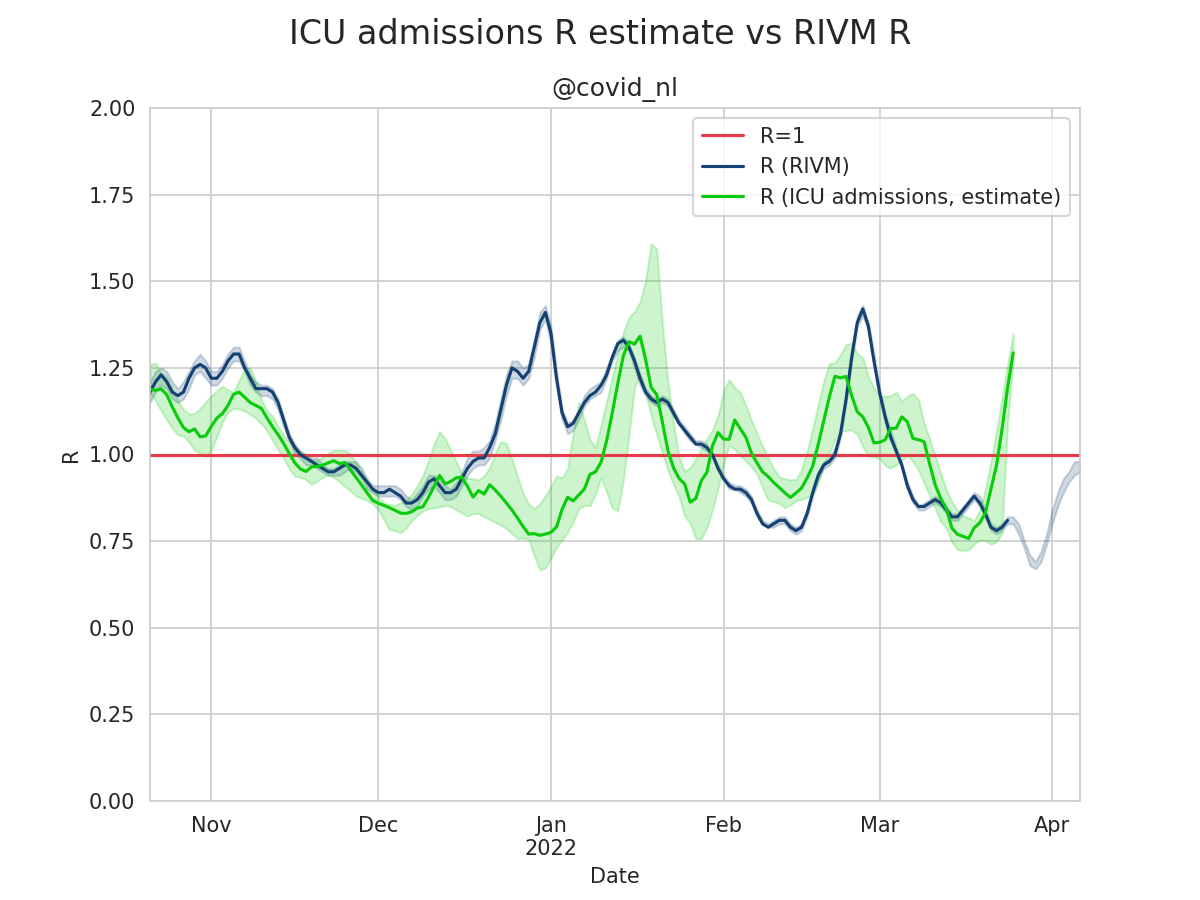 ICU admissions R estimate vs RIVM R
@covid_nl
R=1
R (RIVM)
R (ICU admissions, estimate)
2.00
1.75
1.50
1.25
1.00
0.75
0.50
0.25
0.00
R
Nov
Dec
Jan
2022
Feb
Mar
Apr
Date